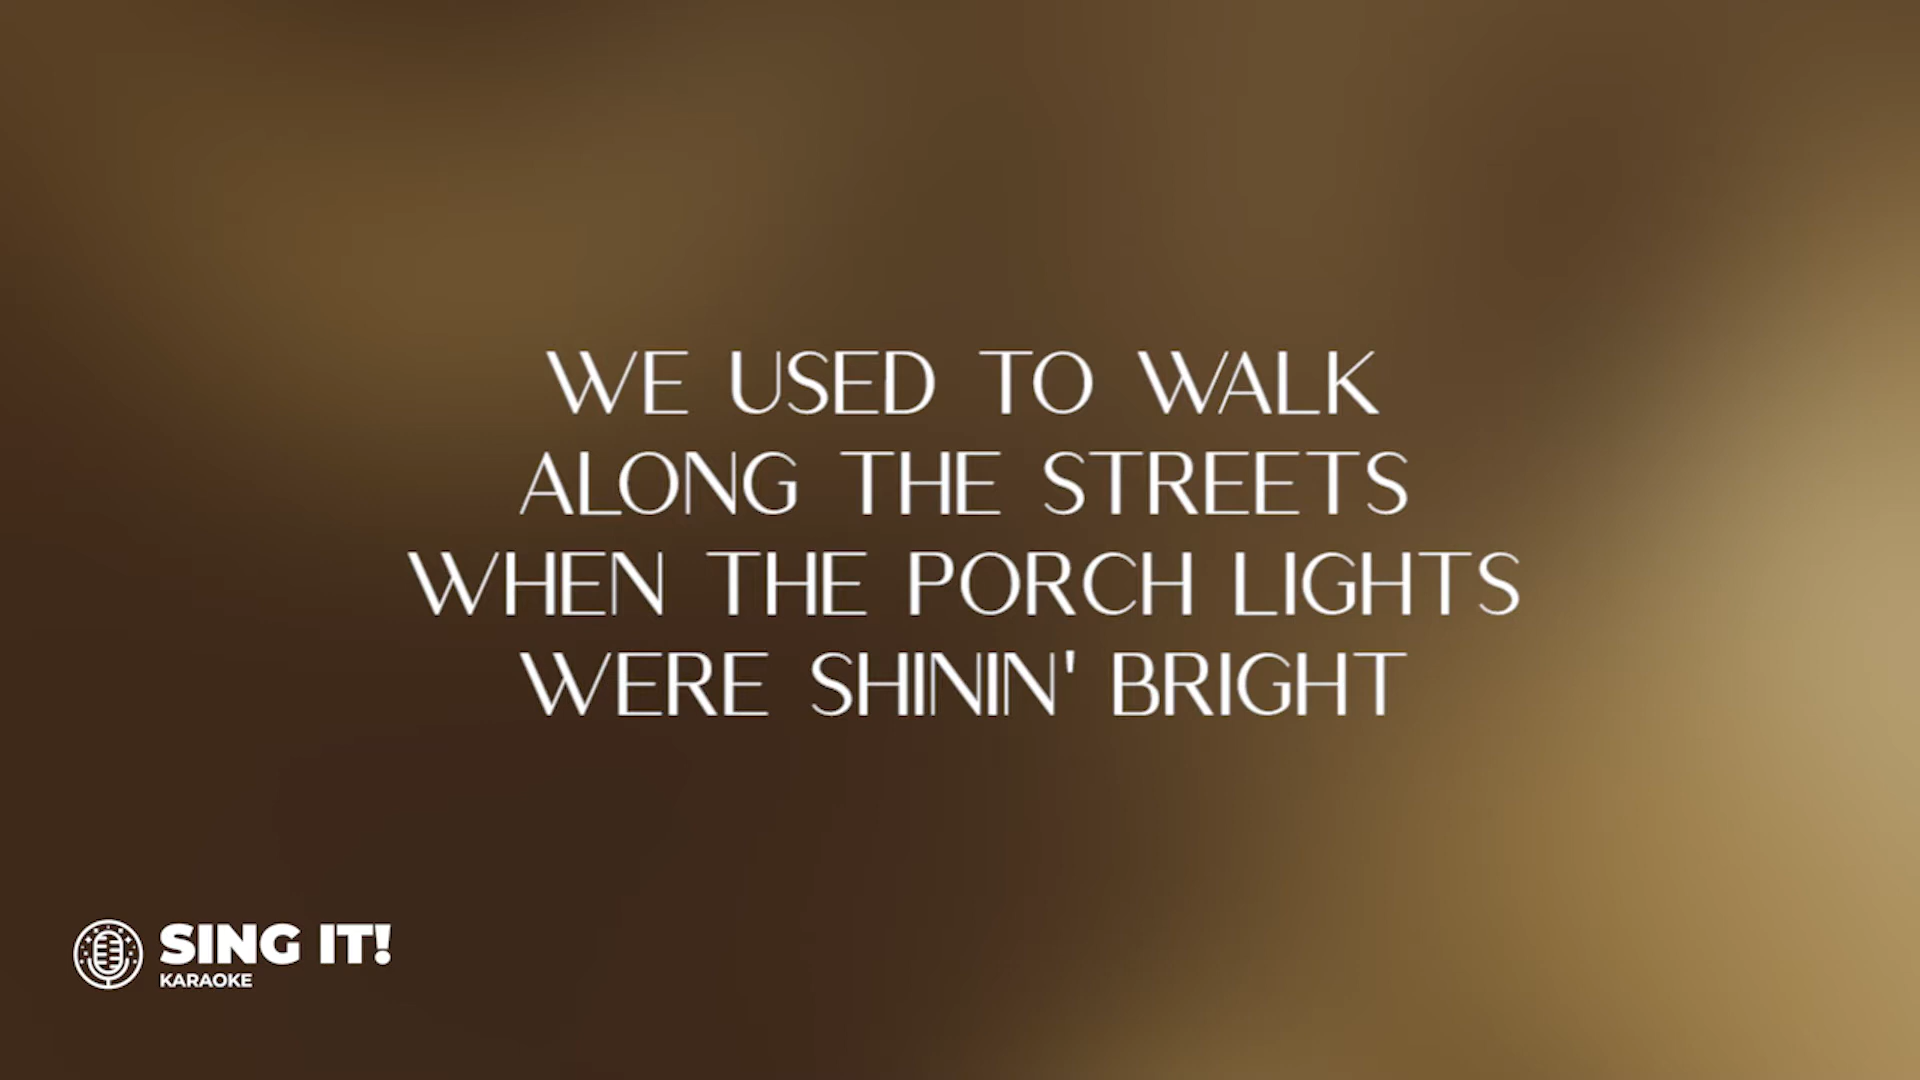 WE USED TO WALK
ALONG THE STREETS
WHEN THE PORCH LIGHTS
WERE SHININ' BRIGHT
SING IT!
KARAOKE